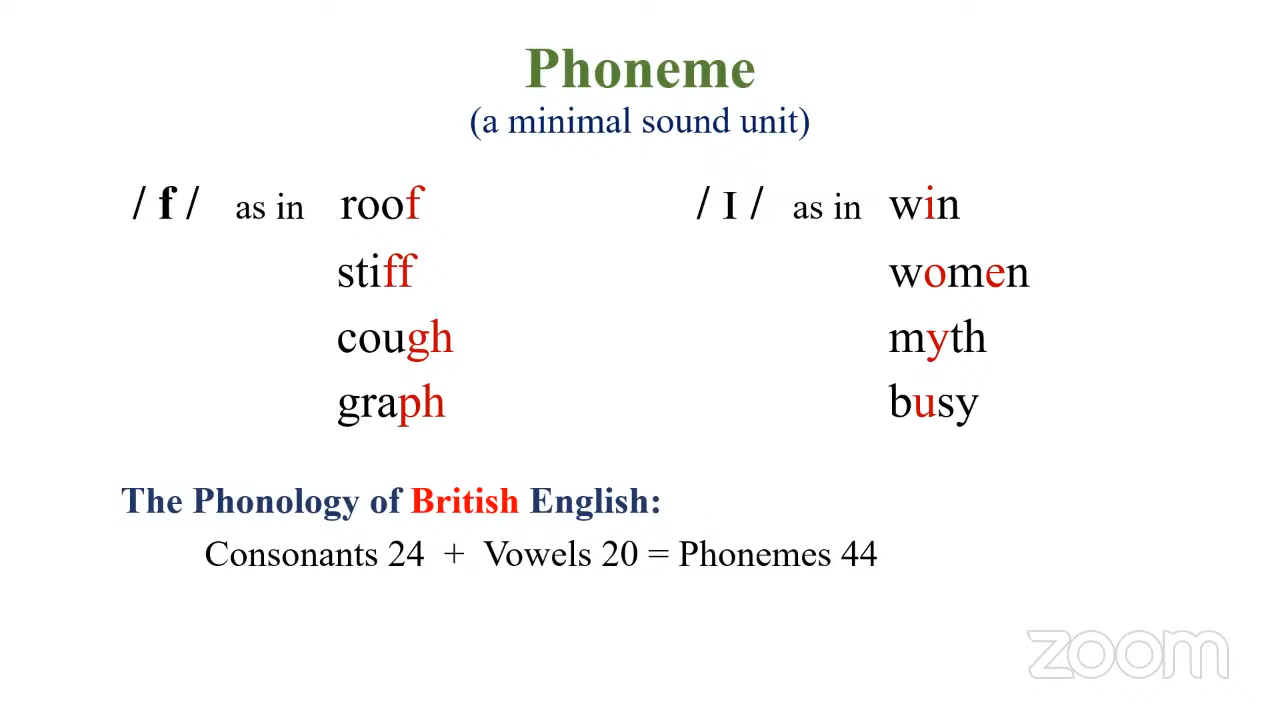 Phoneme
(a minimal sound unit)
/ f / as in roof / I / as in win
stiff women
cough myth
graph busy
The Phonology of British English:
Consonants 24 + Vowels 20 = Phonemes 44
zoom